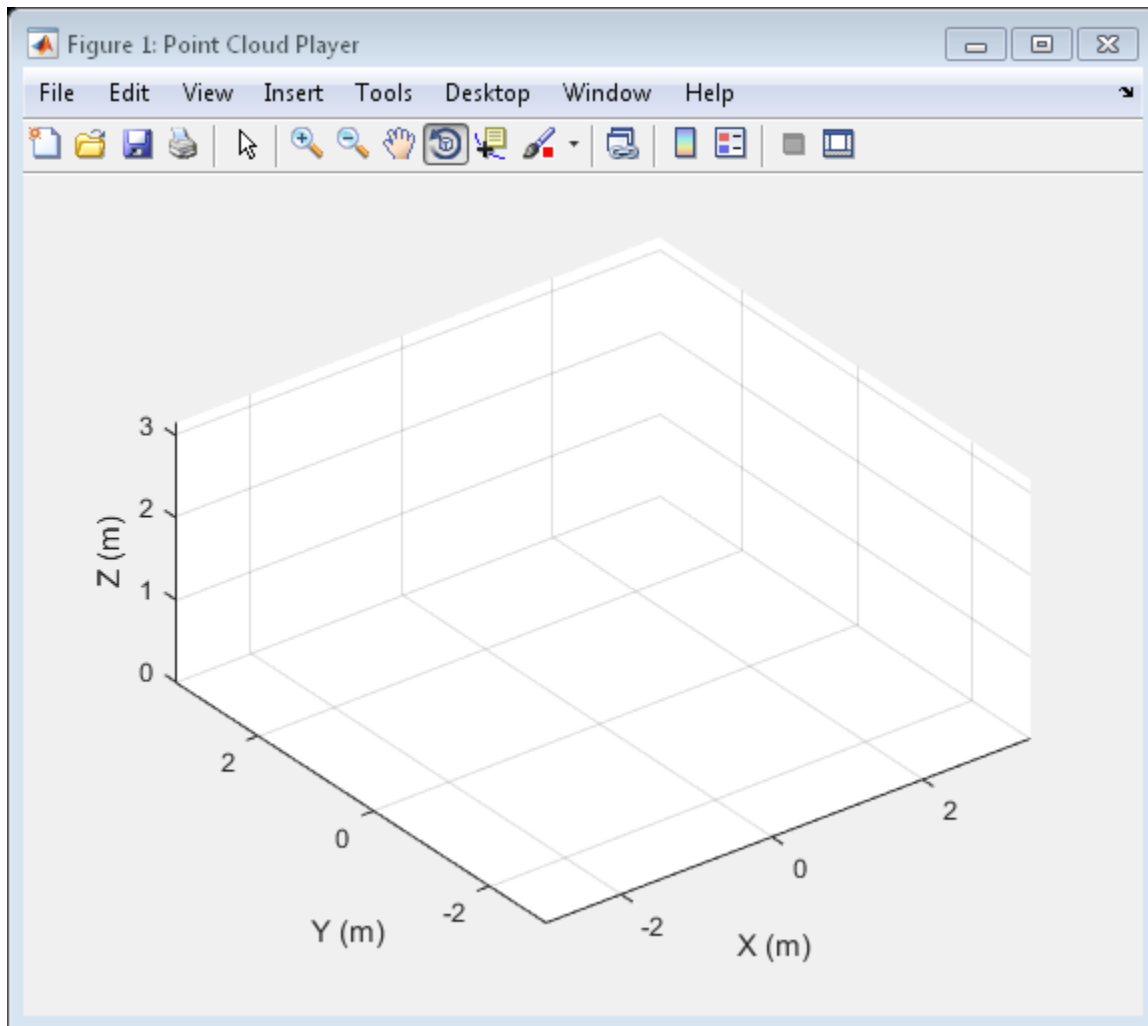 Figure 1: Point Cloud Player
File Edit View Insert Tools Desktop Window Help
3
2
1
0
Z (m)
2
0
-2
Y (m)
-2
0
2
X (m)